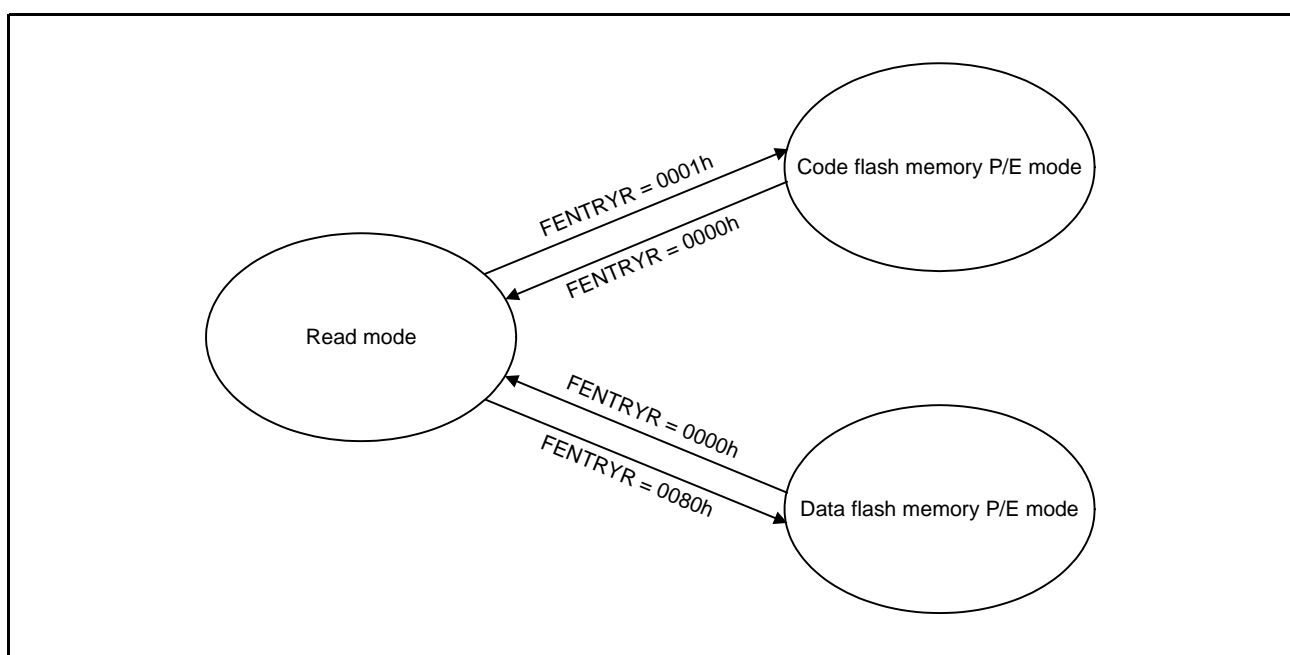 Code flash memory P/E mode
FENTRYR = 0001h
FENTRYR = 0000h
Read mode
FENTRYR = 0000h
FENTRYR = 0080h
Data flash memory P/E mode